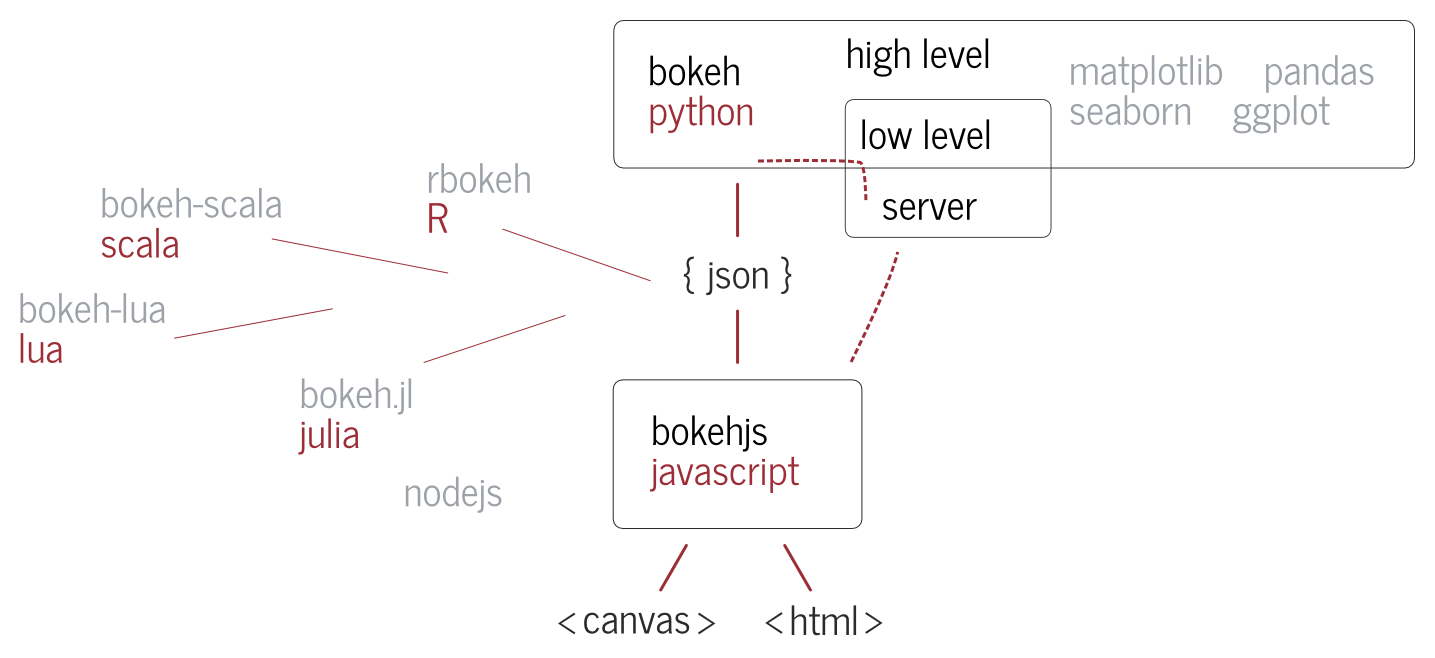 bokeh
python
high level
low level
server
matplotlib pandas
seaborn ggplot
rbokeh
R
bokeh-scala
scala
bokeh-lua
lua
bokeh.jl
julia
nodejs
{ json }
bokehjs
javascript
<canvas>
<html>